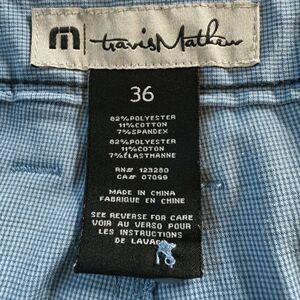 m travisMathew
36
82%POLYESTER
11%COTTON
7%SPANDEX
82%POLYESTER
11%COTON
7%ÉLASTHANNE
RN# 123280
CA# 07099
MADE IN CHINA
FABRIQUE EN CHINE
SEE REVERSE FOR CARE
VOIR AU VERSO POUR
LES INSTRUCTIONS
DE LAVAGE